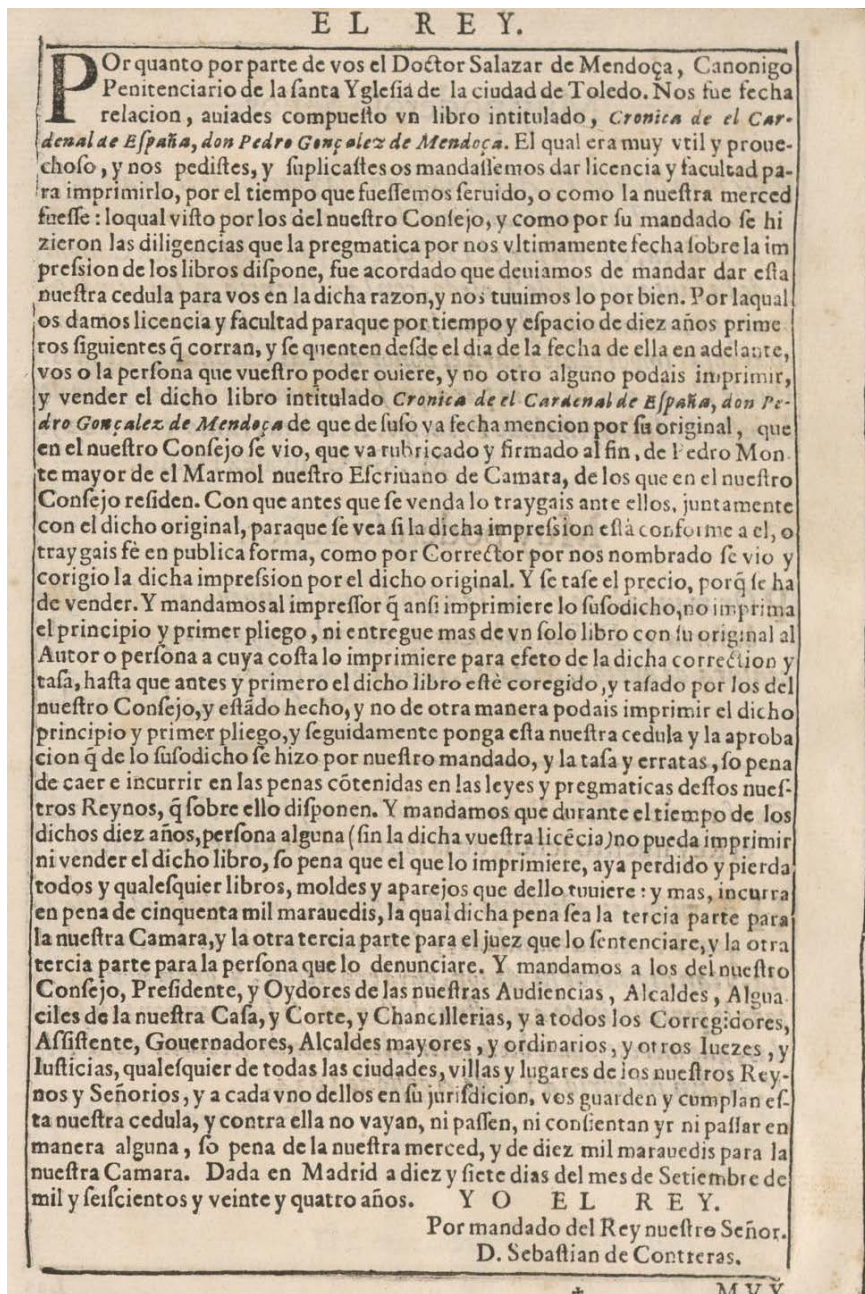 EL REY.
POr quanto por parte de vos el Doctor Salazar de Mendoça, Canonigo
Penitenciario de la ſanta Ygleſia de la ciudad de Toledo. Nos fue fecha
relacion, auiades compueſto vn libro intitulado, Cronica de el Car-
denal de Eſpaña, don Pedro Gonçalez de Mendoça. El qual era muy vtil y proue-
choſo, y nos pediſtes, y ſuplicaſtes os mandaſſemos dar licencia y facultad pa-
ra imprimirlo, por el tiempo que fueſſemos ſeruido, o como la nueſtra merced
fueſſe: loqual viſto por los del nueſtro Conſejo, y como por ſu mandado ſe hi
zieron las diligencias que la pregmatica por nos vltimamente fecha ſobre la im
preſsion de los libros diſpone, fue acordado que deuiamos de mandar dar eſta
nueſtra cedula para vos en la dicha razon, y nos tuuimos lo por bien. Por laqual
os damos licencia y facultad paraque por tiempo y eſpacio de diez años prime
ros ſiguientes q̃ corran, y ſe quenten deſde el dia de la fecha de ella en adelante,
vos o la perſona que vueſtro poder ouiere, y no otro alguno podais imprimir,
y vender el dicho libro intitulado Cronica de el Cardenal de Eſpaña, don Pe-
dro Gonçalez de Mendoça de que de ſuſo va fecha mencion por ſu original, que
en el nueſtro Conſejo ſe vio, que va rubricado y firmado al fin, de Pedro Mon
te mayor de el Marmol nueſtro Eſcriuano de Camara, de los que en el nueſtro
Conſejo reſiden. Con que antes que ſe venda lo traygais ante ellos, juntamente
con el dicho original, paraque ſe vea ſi la dicha impreſsion eſtà conforme a el, o
traygais fè en publica forma, como por Corrector por nos nombrado ſe vio y
corigio la dicha impreſsion por el dicho original. Y ſe taſe el precio, porq̃ ſe ha
de vender. Y mandamos al impreſſor q̃ anſi imprimiere lo ſuſodicho, no imprima
el principio y primer pliego, ni entregue mas de vn ſolo libro con ſu original al
Autor o perſona a cuya coſta lo imprimiere para efeto de la dicha correction y
taſa, haſta que antes y primero el dicho libro eſtè coregido, y taſado por los del
nueſtro Conſejo, y eſtãdo hecho, y no de otra manera podais imprimir el dicho
principio y primer pliego, y ſeguidamente ponga eſta nueſtra cedula y la aproba
cion q̃ de lo ſuſodicho ſe hizo por nueſtro mandado, y la taſa y erratas, ſo pena
de caer e incurrir en las penas cõtenidas en las leyes y pregmaticas deſtos nueſ-
tros Reynos, q̃ ſobre ello diſponen. Y mandamos que durante el tiempo de los
dichos diez años, perſona alguna (ſin la dicha vueſtra licẽcia) no pueda imprimir
ni vender el dicho libro, ſo pena que el que lo imprimiere, aya perdido y pierda
todos y qualeſquier libros, moldes y aparejos que dello tuuiere: y mas, incurra
en pena de cinquenta mil marauedis, la qual dicha pena ſea la tercia parte para
la nueſtra Camara, y la otra tercia parte para el juez que lo ſentenciare, y la otra
tercia parte para la perſona que lo denunciare. Y mandamos a los del nueſtro
Conſejo, Preſidente, y Oydores de las nueſtras Audiencias, Alcaldes, Algua
ciles de la nueſtra Caſa, y Corte, y Chancillerias, y a todos los Corregidores,
Aſſiſtente, Gouernadores, Alcaldes mayores, y ordinarios, y otros Iuezes, y
Iuſticias, qualeſquier de todas las ciudades, villas y lugares de los nueſtros Rey-
nos y Señorios, y a cada vno dellos en ſu juriſdicion, vos guarden y cumplan eſ-
ta nueſtra cedula, y contra ella no vayan, ni paſſen, ni conſientan yr ni paſſar en
manera alguna, ſo pena de la nueſtra merced, y de diez mil marauedis para la
nueſtra Camara. Dada en Madrid a diez y ſiete dias del mes de Setiembre de
mil y ſeiſcientos y veinte y quatro años. YO EL REY.
Por mandado del Rey nueſtro Señor.
D. Sebaſtian de Contreras.